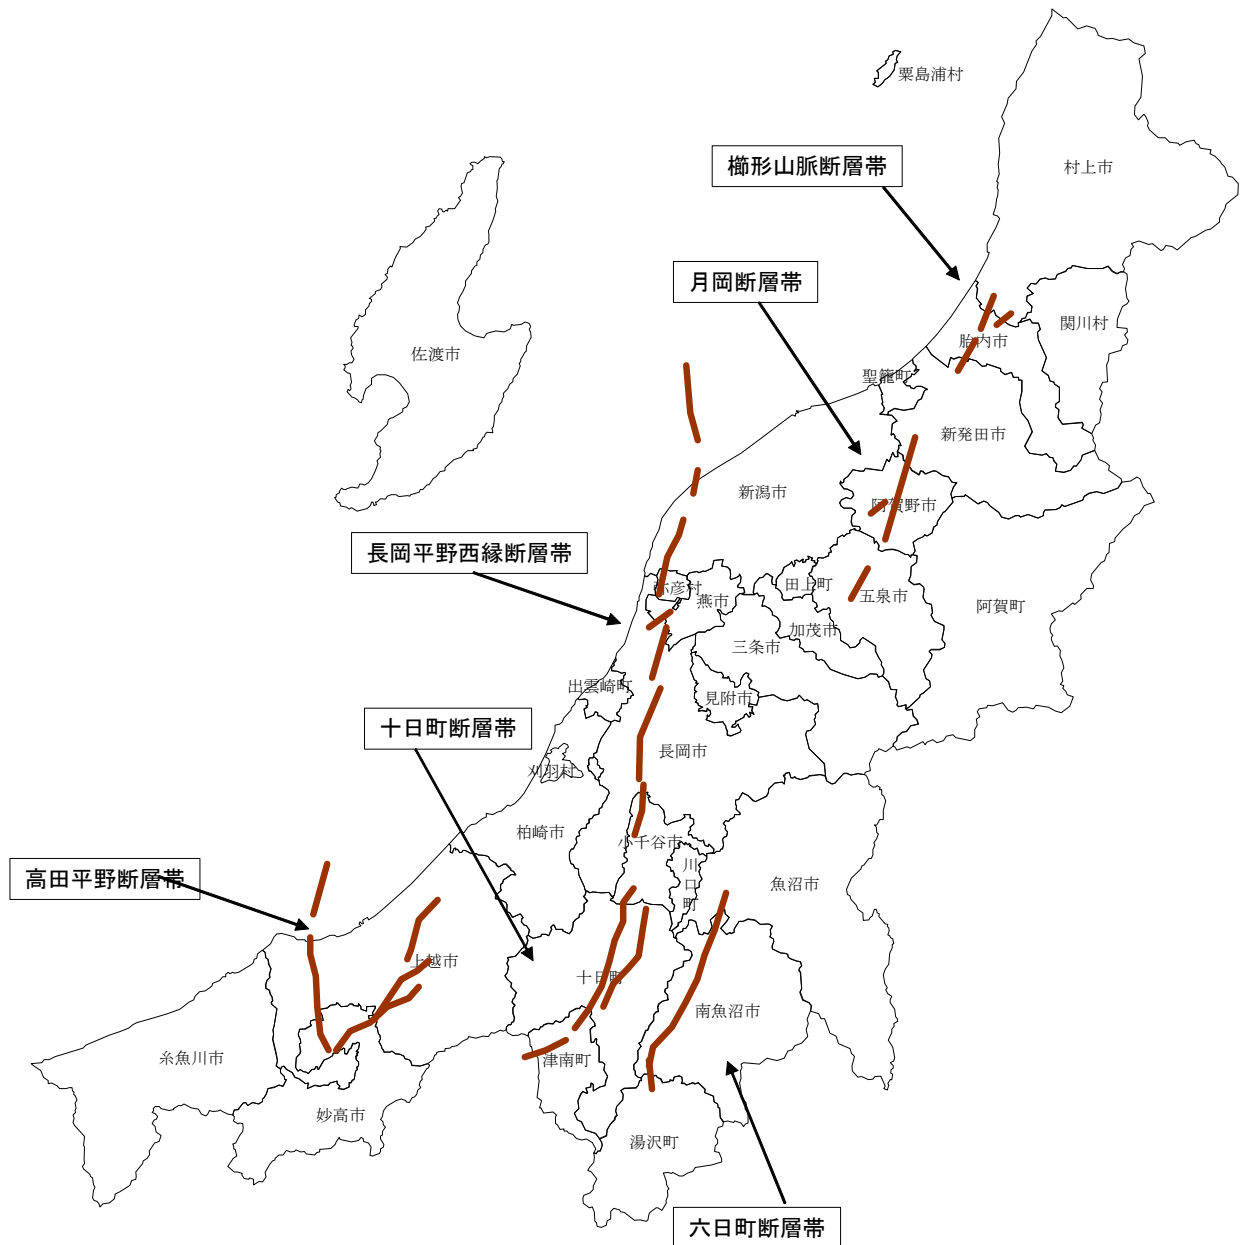 粟島浦村
櫛形山脈断層帯
村上市
月岡断層帯
関川村
胎内市
佐渡市
聖籠町
新発田市
新潟市
阿賀野市
長岡平野西縁断層帯
弥彦村
燕市
田上町
五泉市
阿賀町
加茂市
三条市
出雲崎町
見附市
十日町断層帯
長岡市
刈羽村
柏崎市
小千谷市
川口町
魚沼市
高田平野断層帯
上越市
十日町
南魚沼市
糸魚川市
津南町
妙高市
湯沢町
六日町断層帯